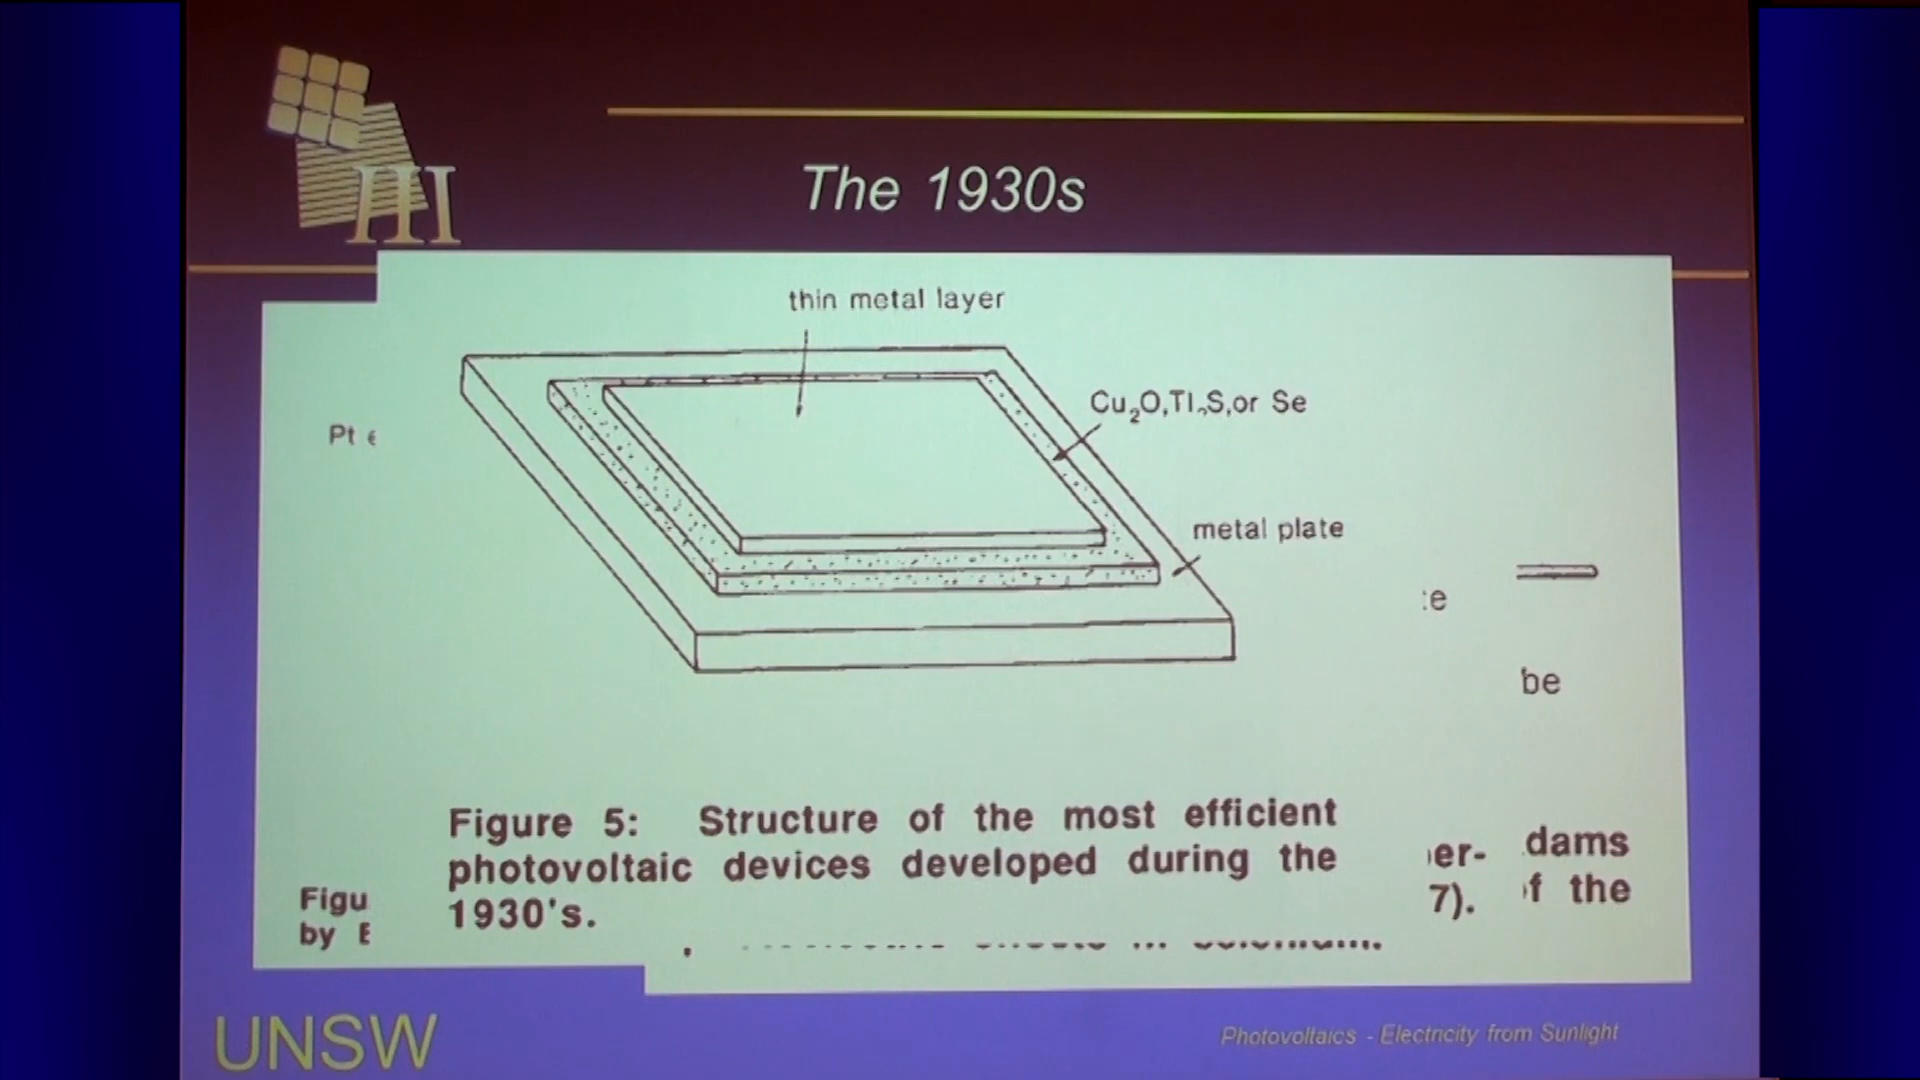 III
The 1930s
thin metal layer
Cu₂O,Tl₂S,or Se
Pt
metal plate
:e
be
Figure 5: Structure of the most efficient
photovoltaic devices developed during the
1930's.
er-
7).
dams
f the
Figu
by E
UNSW
Photovoltaics - Electricity from Sunlight